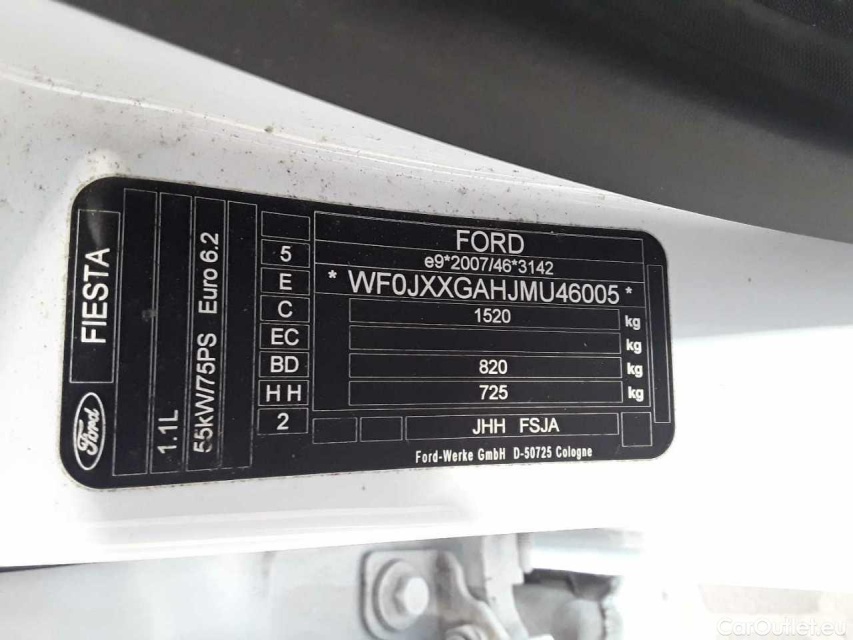 FIESTA
Ford
1.1L
55kW/75PS Euro 6.2
5
E
C
EC
BD
H H
2
FORD
e9*2007/46*3142
* WF0JXXGAHJMU46005 *
1520 kg
kg
820 kg
725 kg
JHH FSJA
Ford-Werke GmbH D-50725 Cologne
CarOutlet.eu